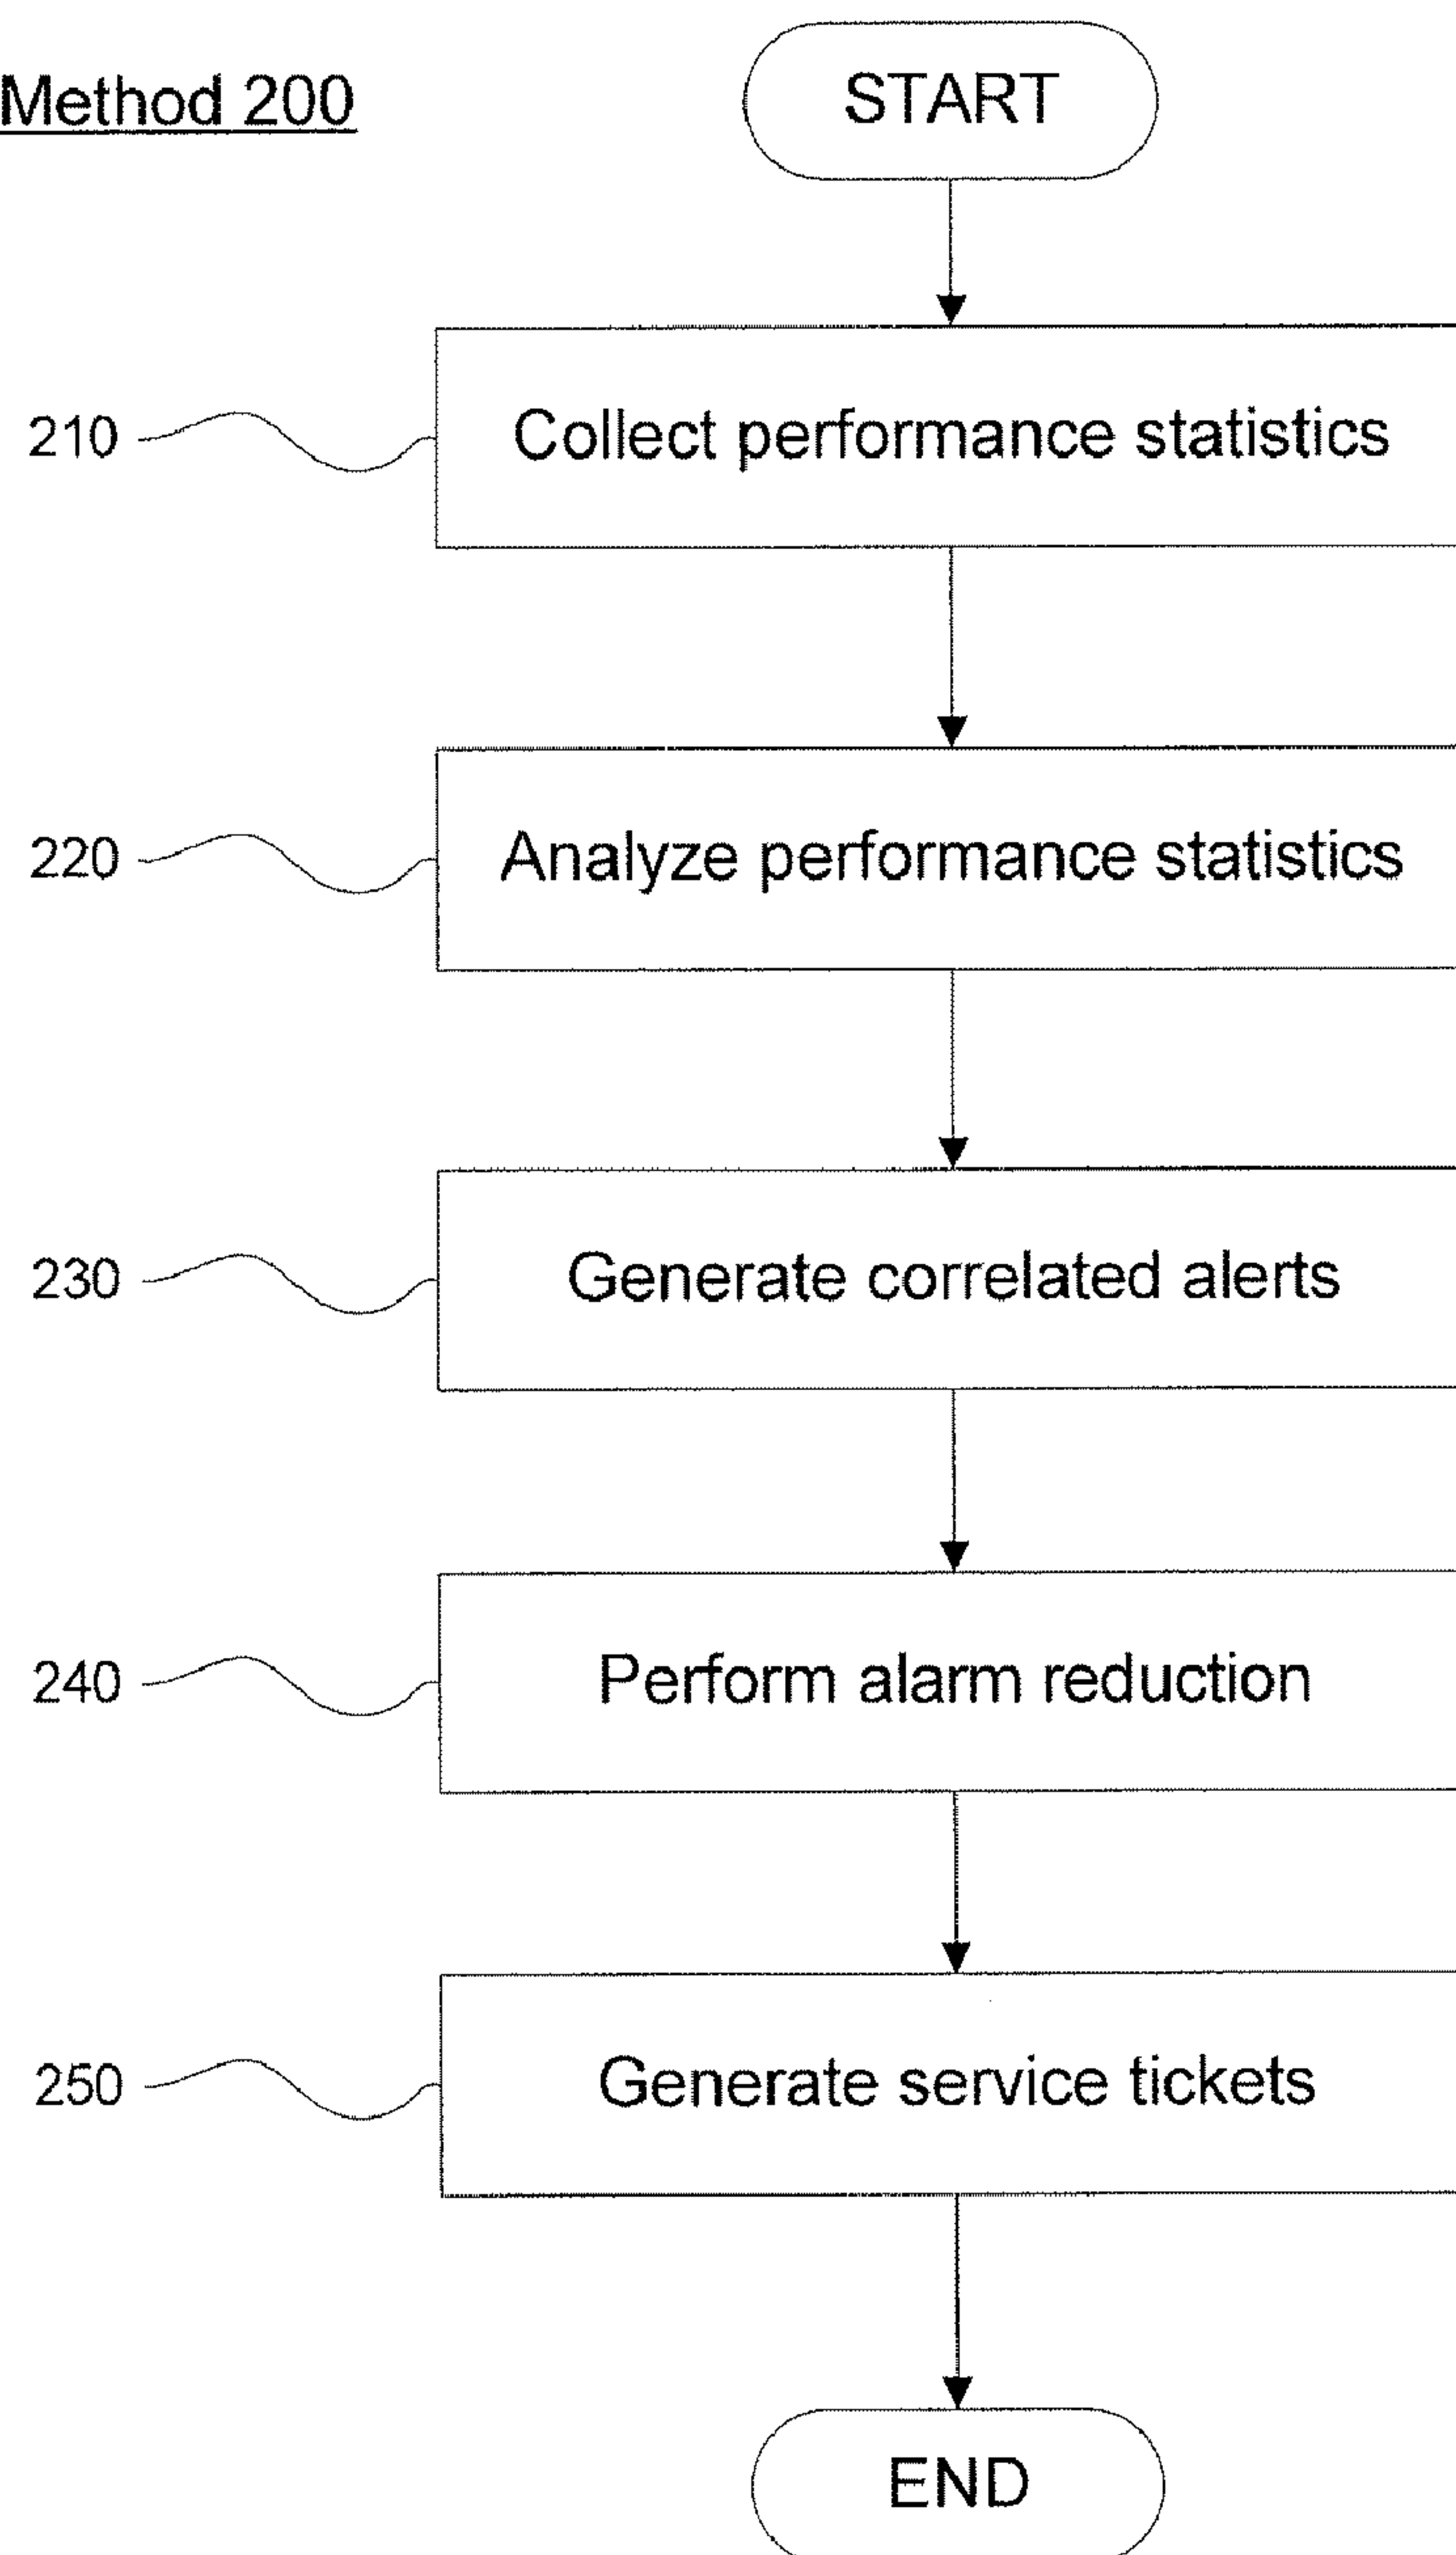 Method 200
START
210 Collect performance statistics
220 Analyze performance statistics
230 Generate correlated alerts
240 Perform alarm reduction
250 Generate service tickets
END